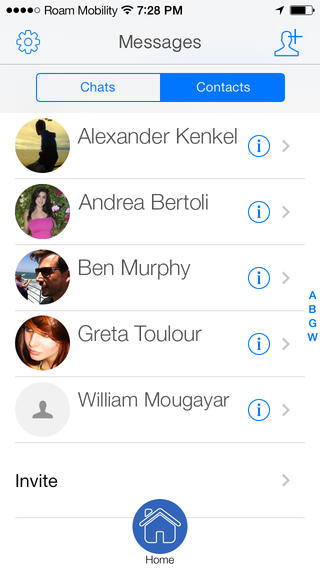 Roam Mobility 7:28 PM
Messages
Chats Contacts
Alexander Kenkel
Andrea Bertoli
Ben Murphy
Greta Toulour
William Mougayar
A
B
G
W
Invite
Home